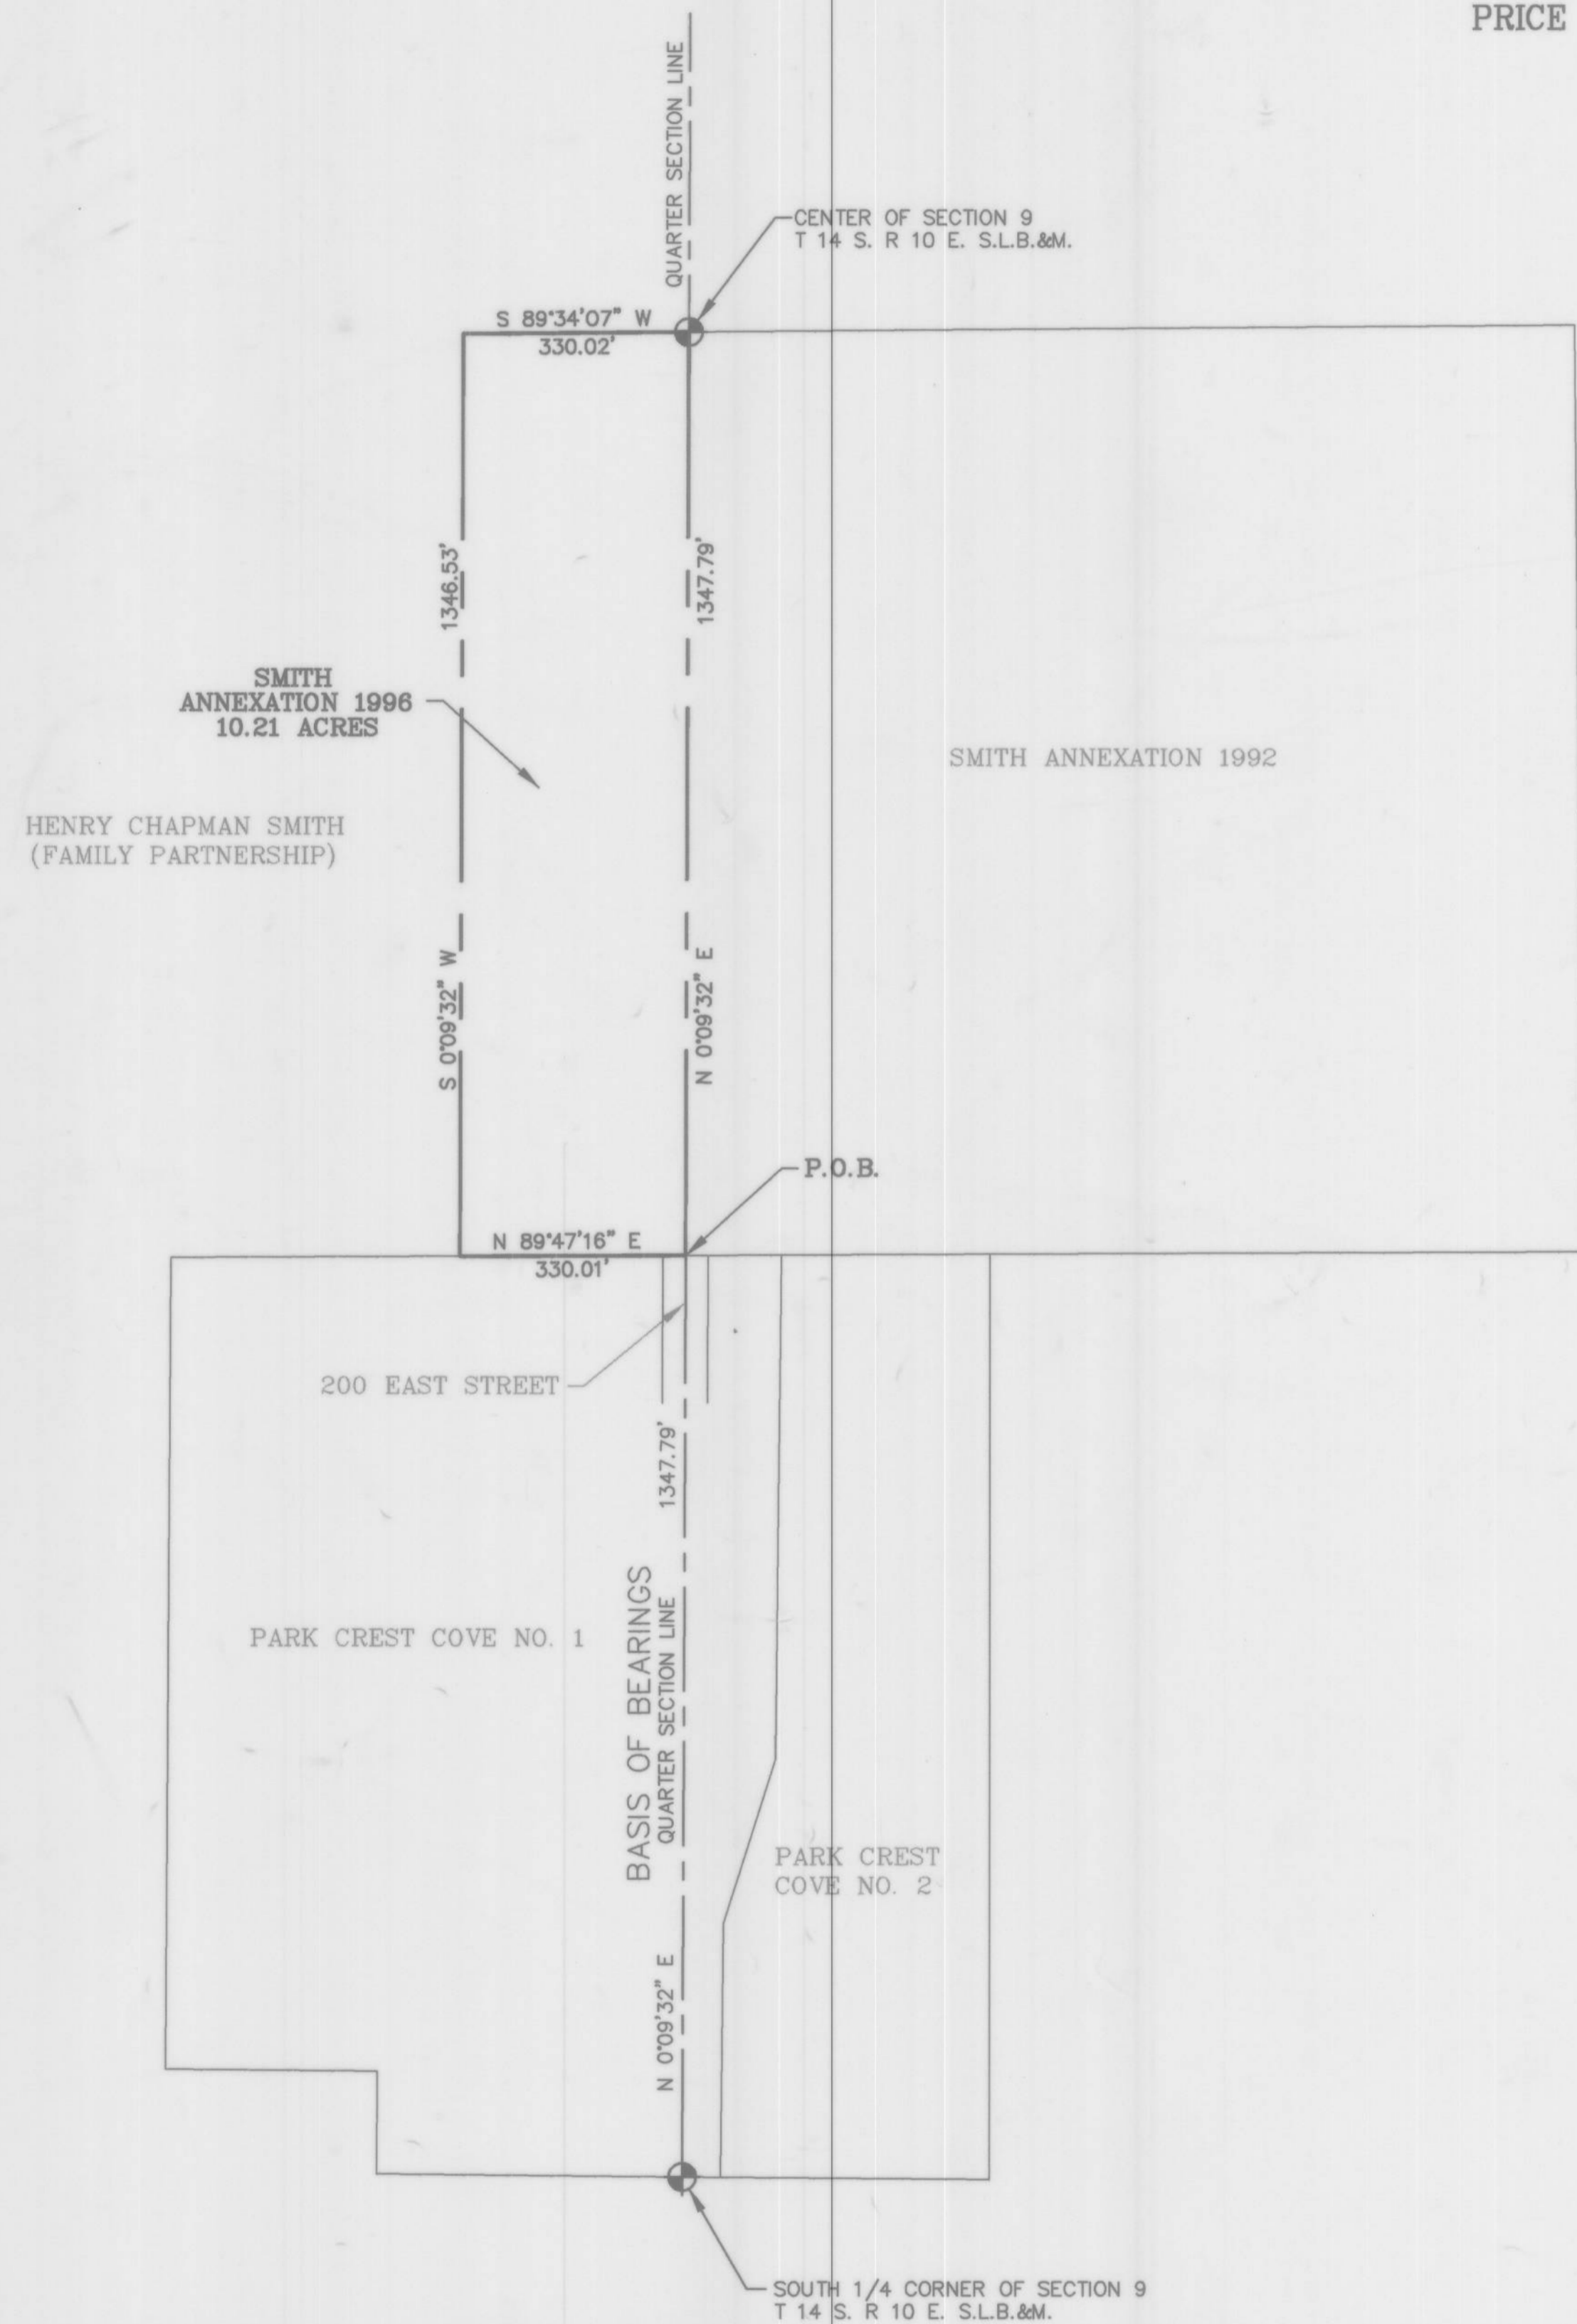 PRICE
QUARTER SECTION LINE
CENTER OF SECTION 9
T 14 S. R 10 E. S.L.B.&M.
S 89°34'07" W
330.02'
1346.53'
1347.79'
SMITH
ANNEXATION 1996
10.21 ACRES
SMITH ANNEXATION 1992
HENRY CHAPMAN SMITH
(FAMILY PARTNERSHIP)
S 0°09'32" W
N 0°09'32" E
P.O.B.
N 89°47'16" E
330.01'
200 EAST STREET
1347.79'
BASIS OF BEARINGS
QUARTER SECTION LINE
PARK CREST COVE NO. 1
PARK CREST
COVE NO. 2
N 0°09'32" E
SOUTH 1/4 CORNER OF SECTION 9
T 14 S. R 10 E. S.L.B.&M.